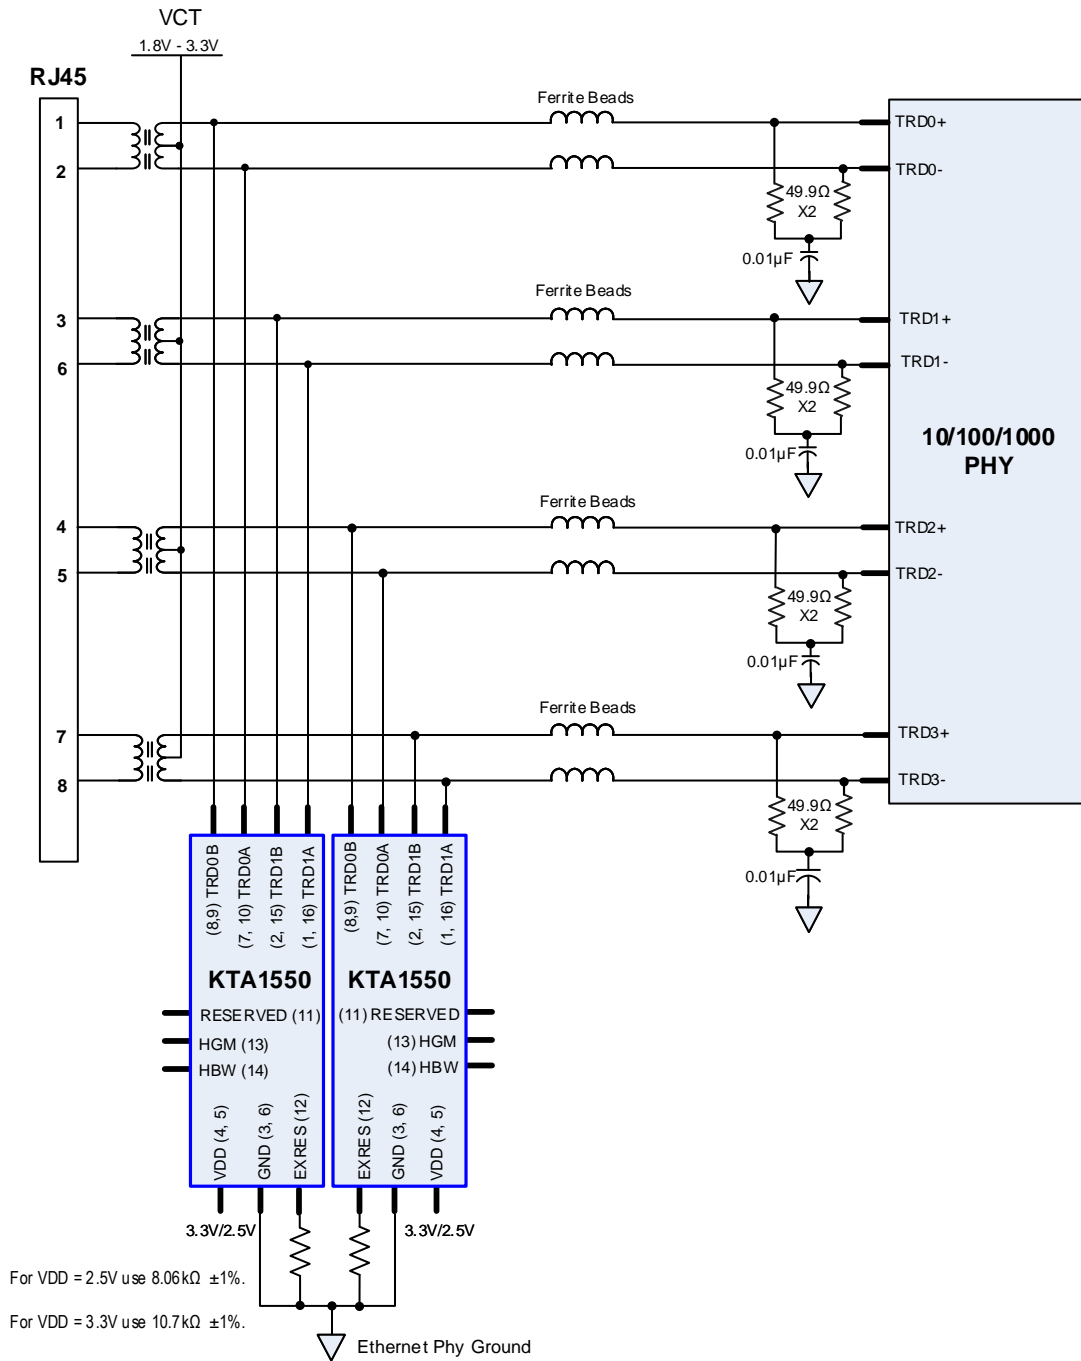 VCT
1.8V - 3.3V
RJ45
Ferrite Beads
1
TRD0+
2
TRD0-
49.9Ω
X2
0.01µF
Ferrite Beads
3
TRD1+
6
TRD1-
49.9Ω
X2
10/100/1000
PHY
0.01µF
Ferrite Beads
4
TRD2+
5
TRD2-
49.9Ω
X2
0.01µF
Ferrite Beads
7
TRD3+
8
TRD3-
49.9Ω
X2
0.01µF
(8,9) TRD0B
(7, 10) TRD0A
(2, 15) TRD1B
(1, 16) TRD1A
(8,9) TRD0B
(7, 10) TRD0A
(2, 15) TRD1B
(1, 16) TRD1A
KTA1550
KTA1550
RESERVED (11)
(11) RESERVED
HGM (13)
(13) HGM
HBW (14)
(14) HBW
VDD (4, 5)
GND (3, 6)
EXRES (12)
EXRES (12)
GND (3, 6)
VDD (4, 5)
3.3V/2.5V
3.3V/2.5V
For VDD = 2.5V use 8.06kΩ ±1%.
For VDD = 3.3V use 10.7kΩ ±1%.
Ethernet Phy Ground